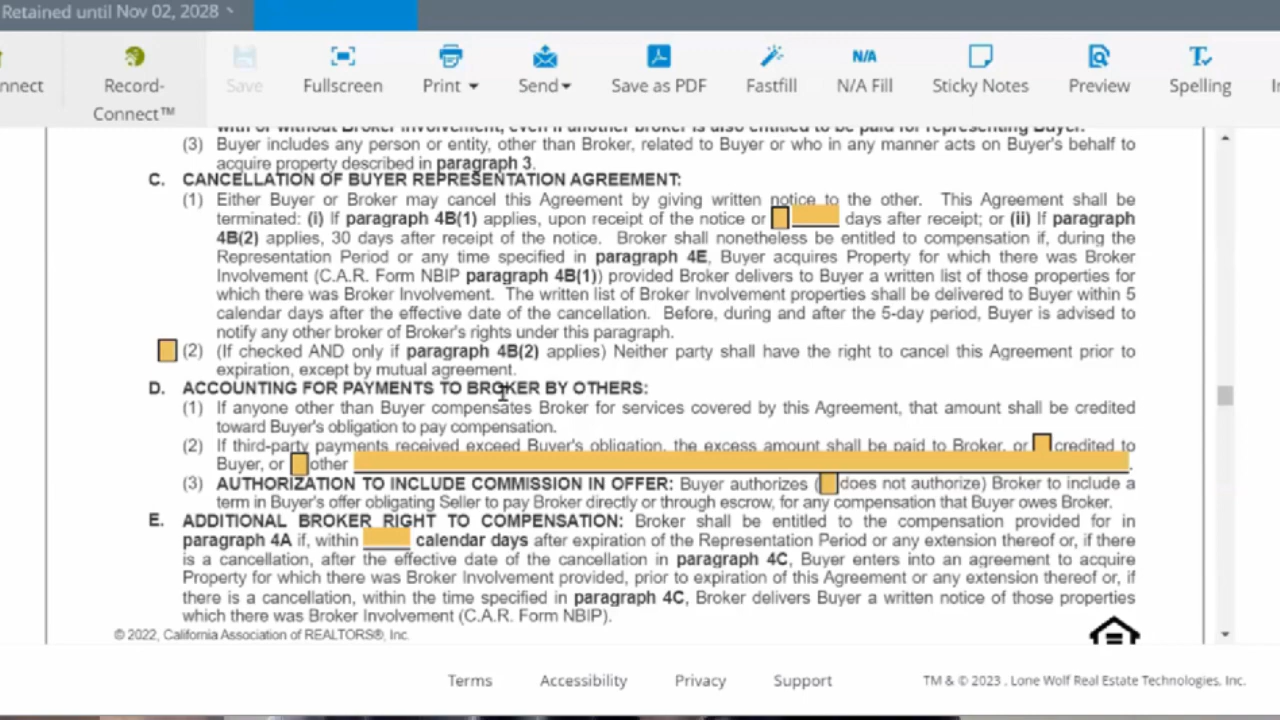 Retained until Nov 02, 2028
nnect
Record-
Connect™
Save
Fullscreen
Print
Send
Save as PDF
N/A
Fastfill
N/A Fill
Sticky Notes
Preview
Spelling
with or without Broker Involvement, even if another broker is also entitled to be paid for representing Buyer.
(3) Buyer includes any person or entity, other than Broker, related to Buyer or who in any manner acts on Buyer's behalf to
acquire property described in paragraph 3.
C. CANCELLATION OF BUYER REPRESENTATION AGREEMENT:
(1) Either Buyer or Broker may cancel this Agreement by giving written notice to the other. This Agreement shall be
terminated: (i) If paragraph 4B(1) applies, upon receipt of the notice or days after receipt; or (ii) If paragraph
4B(2) applies, 30 days after receipt of the notice. Broker shall nonetheless be entitled to compensation if, during the
Representation Period or any time specified in paragraph 4E, Buyer acquires Property for which there was Broker
Involvement (C.A.R. Form NBIP paragraph 4B(1)) provided Broker delivers to Buyer a written list of those properties for
which there was Broker Involvement. The written list of Broker Involvement properties shall be delivered to Buyer within 5
calendar days after the effective date of the cancellation. Before, during and after the 5-day period, Buyer is advised to
notify any other broker of Broker's rights under this paragraph.
(2) (If checked AND only if paragraph 4B(2) applies) Neither party shall have the right to cancel this Agreement prior to
expiration, except by mutual agreement.
D. ACCOUNTING FOR PAYMENTS TO BROKER BY OTHERS:
(1) If anyone other than Buyer compensates Broker for services covered by this Agreement, that amount shall be credited
toward Buyer's obligation to pay compensation.
(2) If third-party payments received exceed Buyer's obligation, the excess amount shall be paid to Broker, or credited to
Buyer, or other .
(3) AUTHORIZATION TO INCLUDE COMMISSION IN OFFER: Buyer authorizes ( does not authorize) Broker to include a
term in Buyer's offer obligating Seller to pay Broker directly or through escrow, for any compensation that Buyer owes Broker.
E. ADDITIONAL BROKER RIGHT TO COMPENSATION: Broker shall be entitled to the compensation provided for in
paragraph 4A if, within calendar days after expiration of the Representation Period or any extension thereof or, if there
is a cancellation, after the effective date of the cancellation in paragraph 4C, Buyer enters into an agreement to acquire
Property for which there was Broker Involvement provided, prior to expiration of this Agreement or any extension thereof or, if
there is a cancellation, within the time specified in paragraph 4C, Broker delivers Buyer a written notice of those properties
which there was Broker Involvement (C.A.R. Form NBIP).
© 2022, California Association of REALTORS®, Inc.
Terms
Accessibility
Privacy
Support
TM & © 2023 . Lone Wolf Real Estate Technologies, Inc.